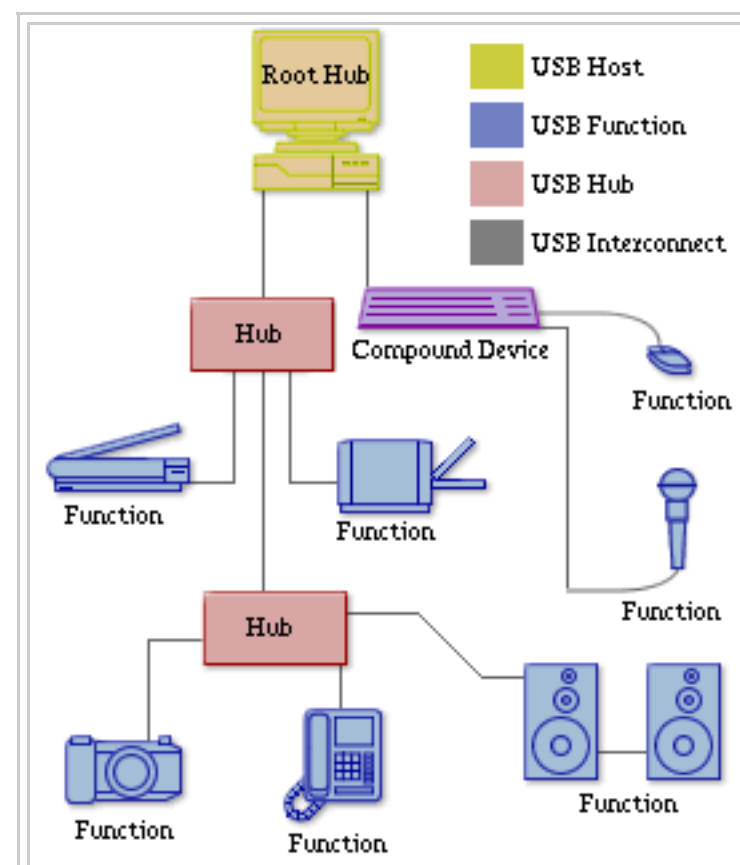 Root Hub
USB Host
USB Function
USB Hub
USB Interconnect
Hub
Compound Device
Function
Function
Function
Function
Hub
Function
Function
Function